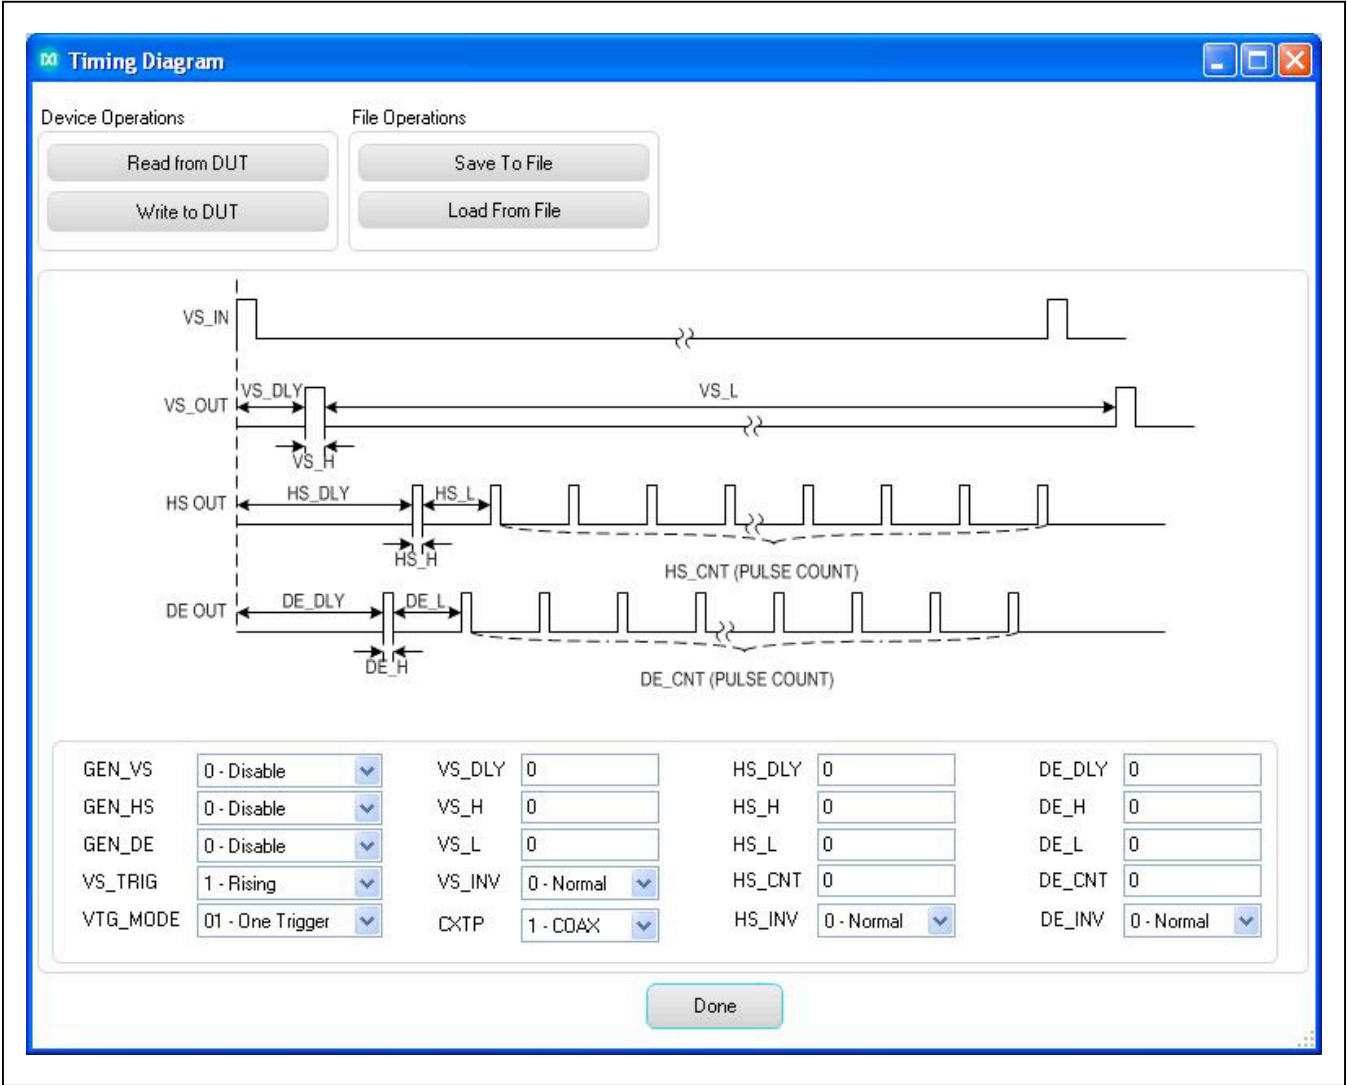 Timing Diagram
Device Operations
File Operations
Read from DUT
Save To File
Write to DUT
Load From File
VS_IN
VS_DLY
VS_L
VS_OUT
VS_H
HS_DLY
HS_L
HS OUT
HS_H
HS_CNT (PULSE COUNT)
DE_DLY
DE_L
DE OUT
DE_H
DE_CNT (PULSE COUNT)
GEN_VS 0 - Disable VS_DLY 0 HS_DLY 0 DE_DLY 0
GEN_HS 0 - Disable VS_H 0 HS_H 0 DE_H 0
GEN_DE 0 - Disable VS_L 0 HS_L 0 DE_L 0
VS_TRIG 1 - Rising VS_INV 0 - Normal HS_CNT 0 DE_CNT 0
VTG_MODE 01 - One Trigger CXTP 1 - COAX HS_INV 0 - Normal DE_INV 0 - Normal
Done